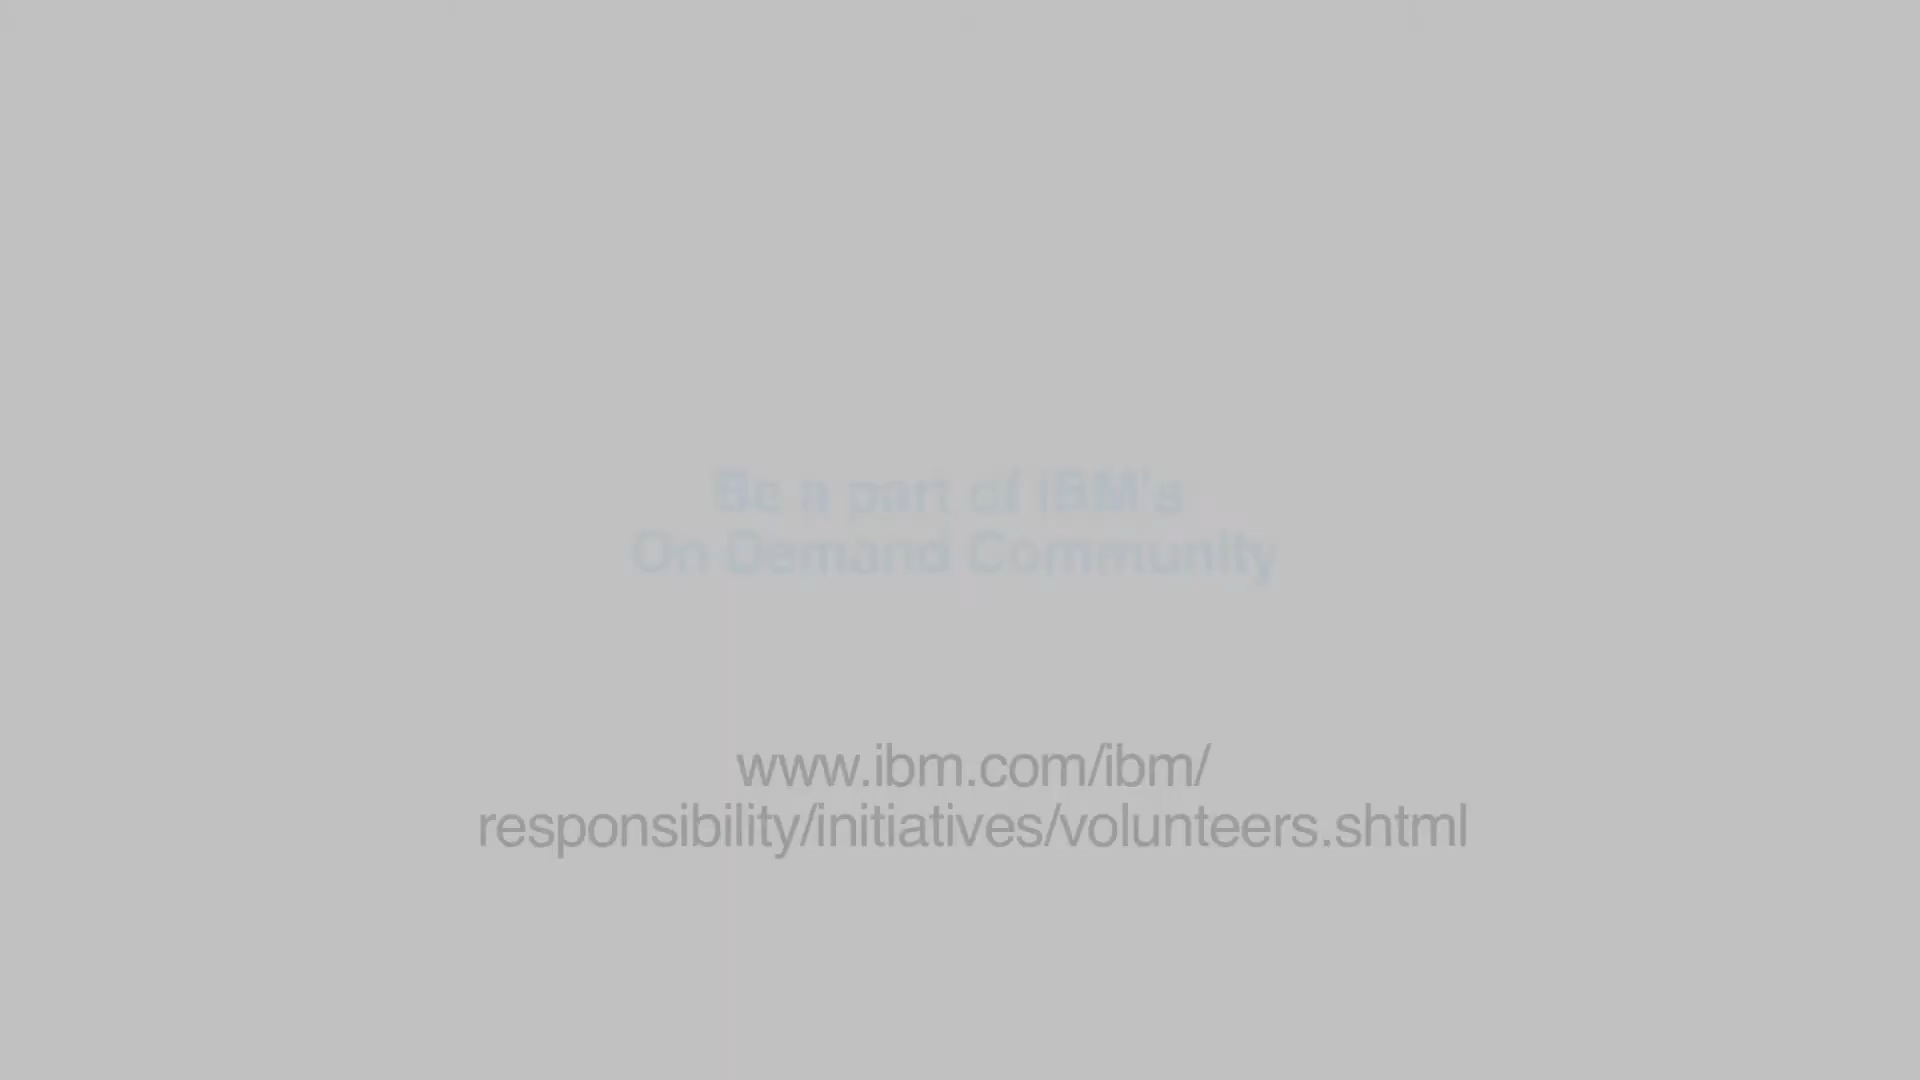 Be a part of IBM's
On Demand Community
www.ibm.com/ibm/
responsibility/initiatives/volunteers.shtml